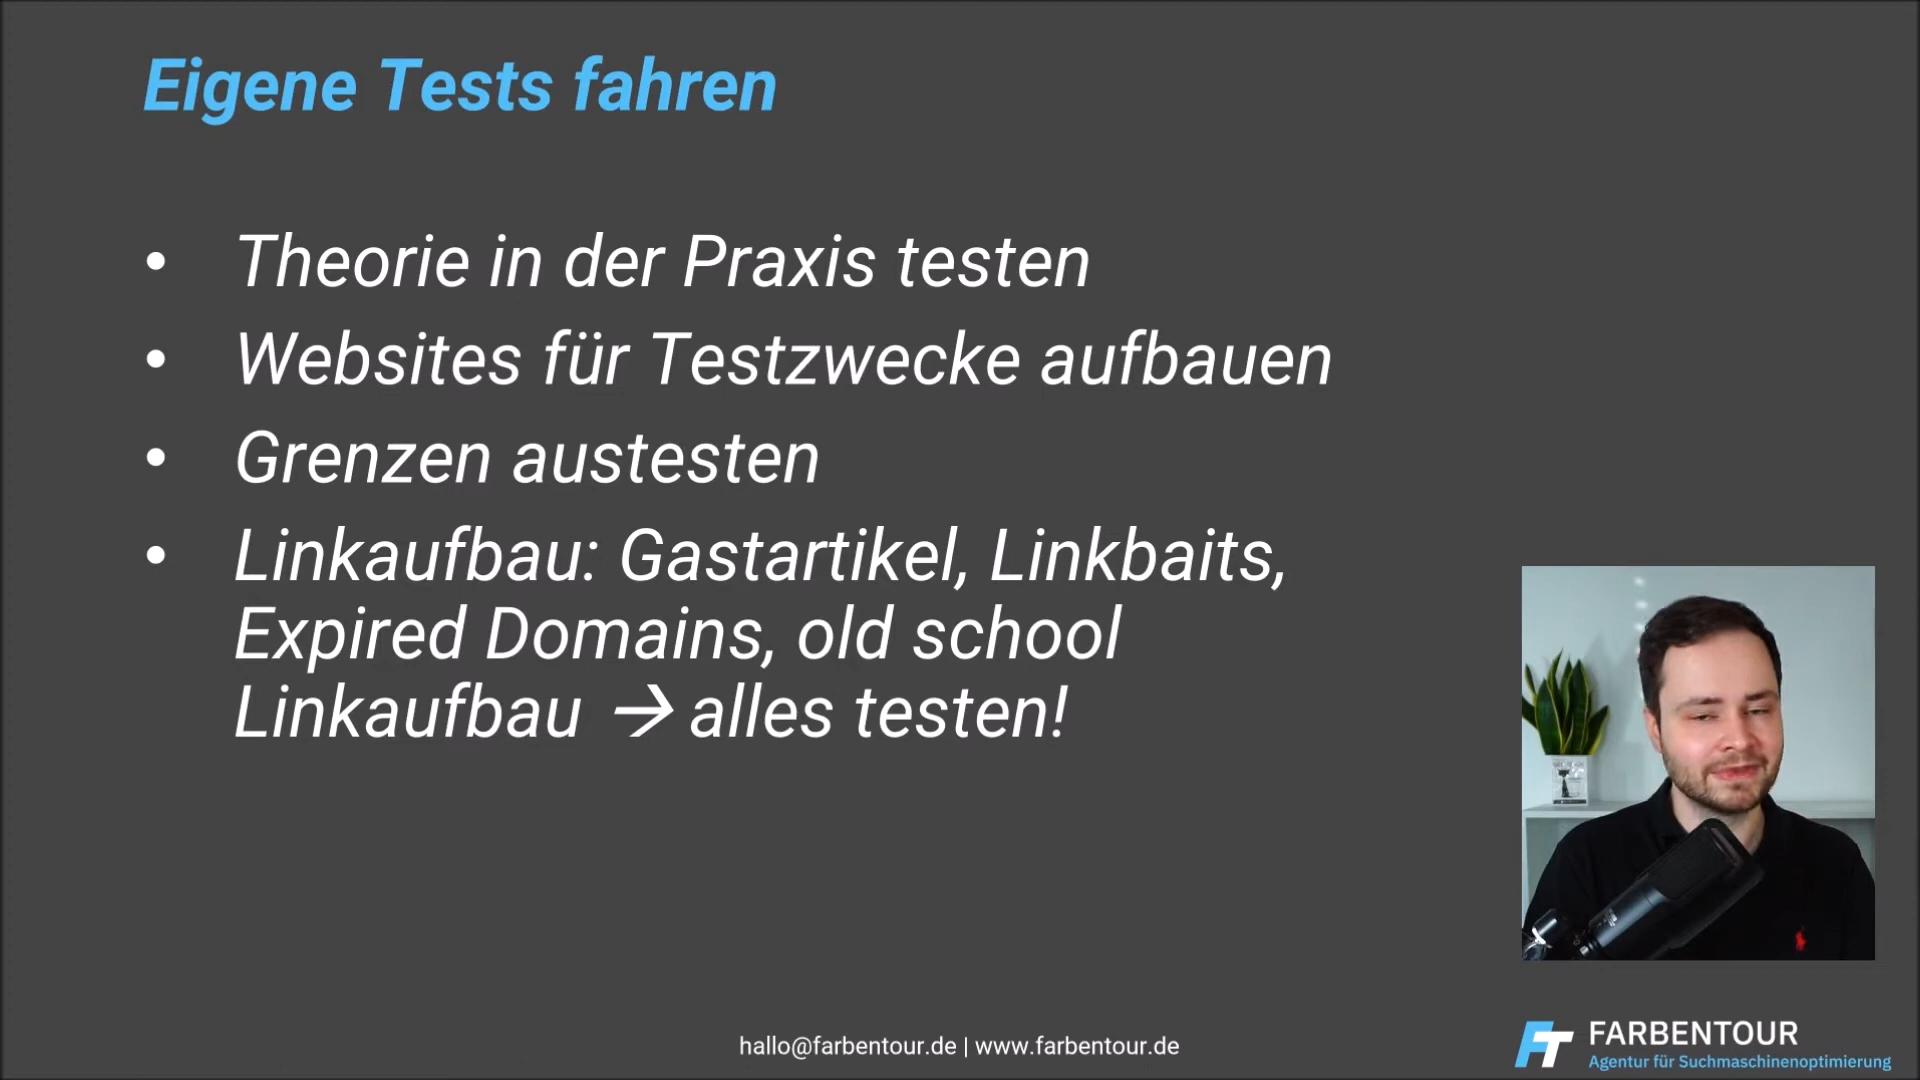 Eigene Tests fahren
• Theorie in der Praxis testen
• Websites für Testzwecke aufbauen
• Grenzen austesten
• Linkaufbau: Gastartikel, Linkbaits,
Expired Domains, old school
Linkaufbau → alles testen!
hallo@farbentour.de | www.farbentour.de
FT FARBENTOUR
Agentur für Suchmaschinenoptimierung